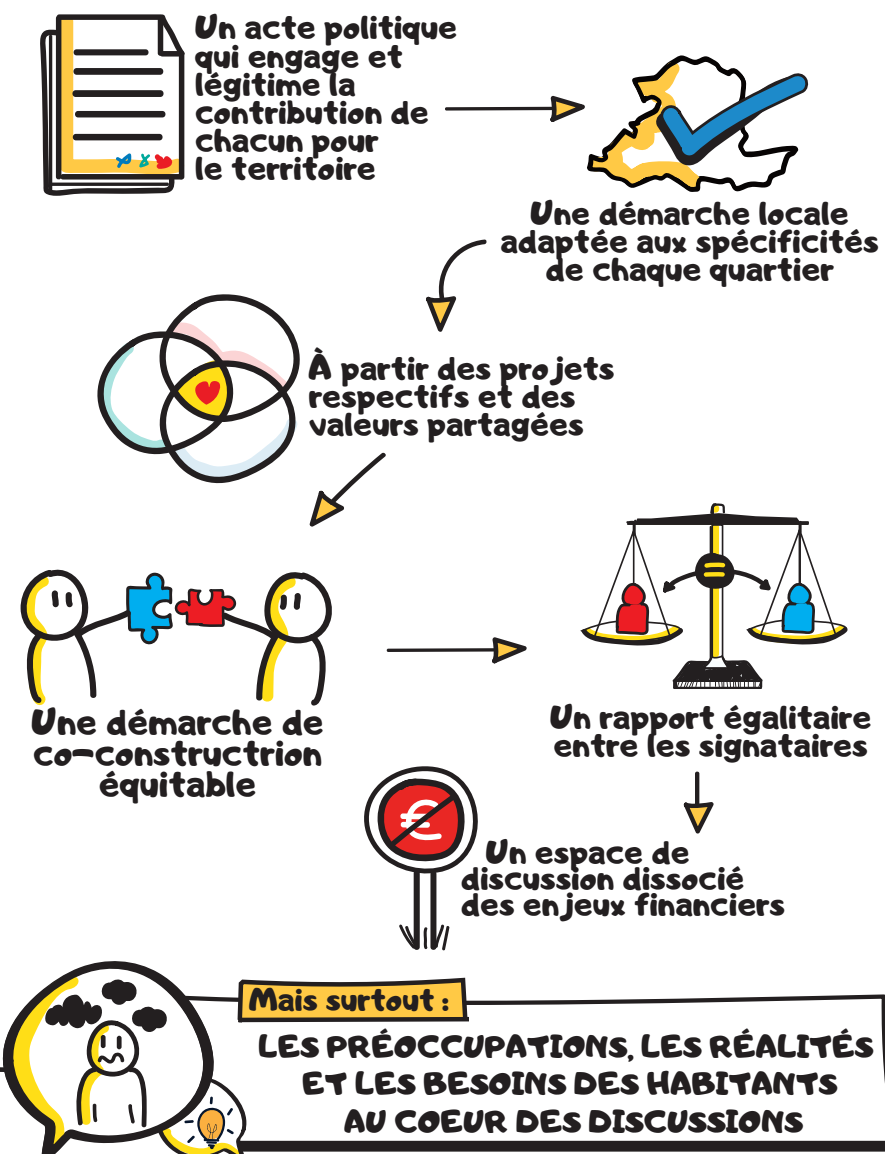 Un acte politique
qui engage et
légitime la
contribution de
chacun pour
le territoire
Une démarche locale
adaptée aux spécificités
de chaque quartier
À partir des projets
respectifs et des
valeurs partagées
Une démarche de
co-constructrion
équitable
Un rapport égalitaire
entre les signataires
€
Un espace de
discussion dissocié
des enjeux financiers
Mais surtout :
LES PRÉOCCUPATIONS, LES RÉALITÉS
ET LES BESOINS DES HABITANTS
AU COEUR DES DISCUSSIONS